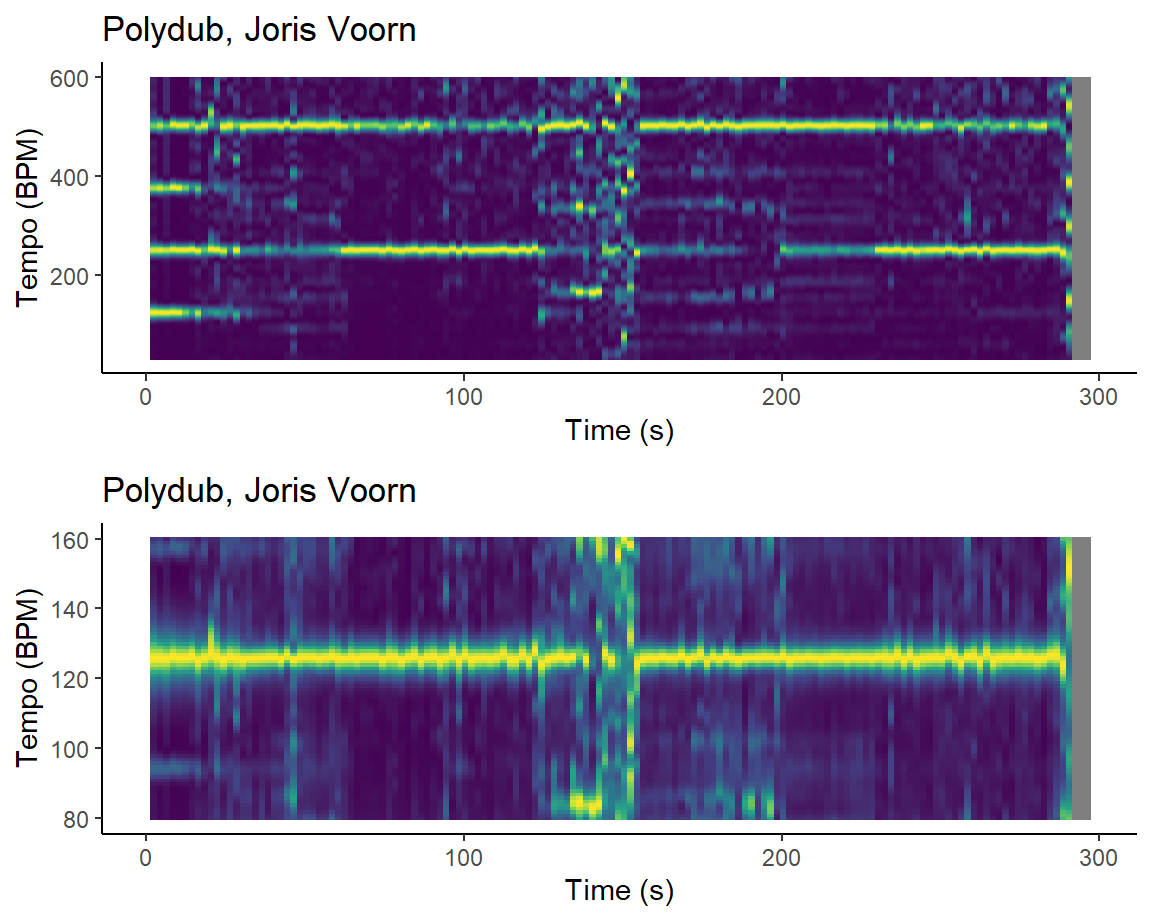 Polydub, Joris Voorn
600
400
200
Tempo (BPM)
0 100 200 300
Time (s)
Polydub, Joris Voorn
160
140
120
100
80
Tempo (BPM)
0 100 200 300
Time (s)